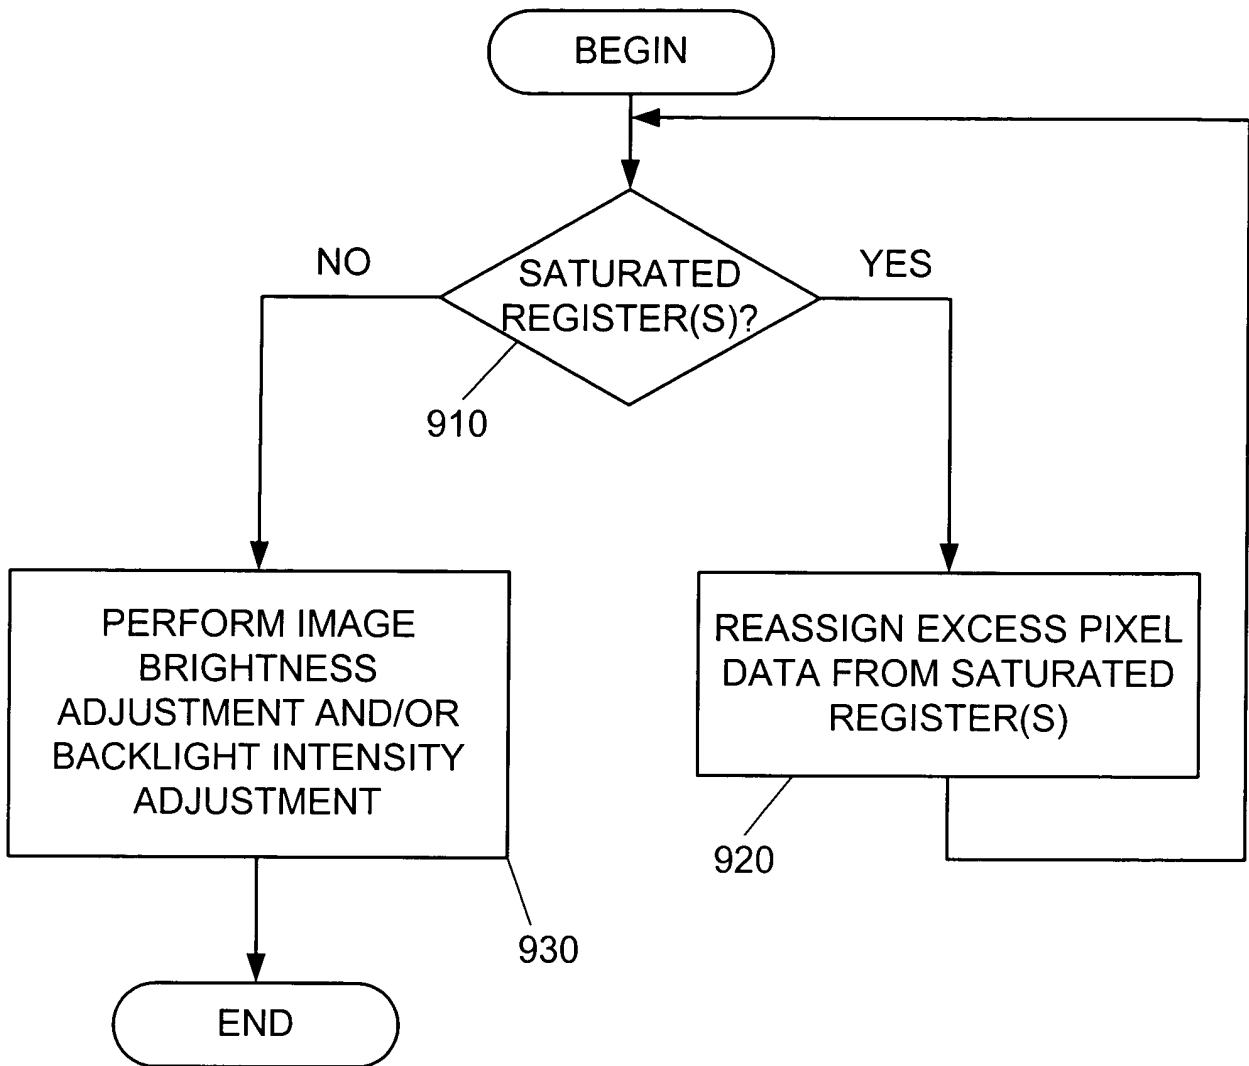 BEGIN
NO
SATURATED
REGISTER(S)?
YES
910
PERFORM IMAGE
BRIGHTNESS
ADJUSTMENT AND/OR
BACKLIGHT INTENSITY
ADJUSTMENT
REASSIGN EXCESS PIXEL
DATA FROM SATURATED
REGISTER(S)
920
930
END